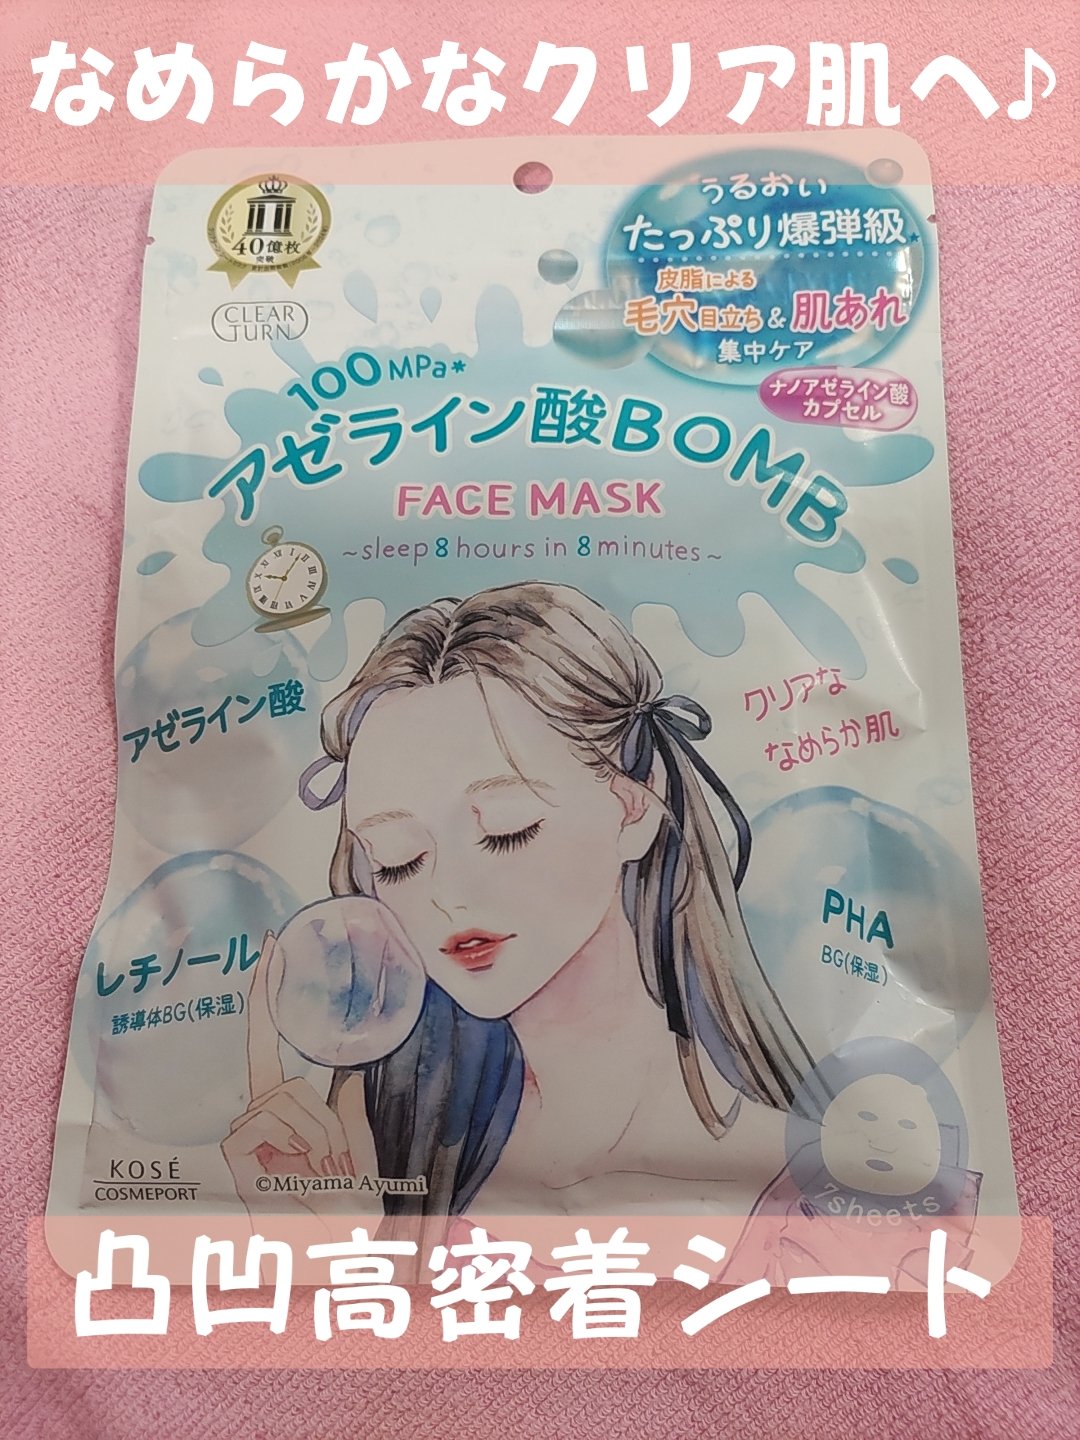 なめらかなクリア肌へ♪
40億枚
突破
CLEAR
TURN
うるおい
たっぷり爆弾級
皮脂による
毛穴目立ち&肌あれ
集中ケア
ナノアゼライン酸
カプセル
100MPa*
アゼライン酸BOMB
FACE MASK
~sleep 8 hours in 8 minutes~
アゼライン酸
クリアな
なめらか肌
レチノール
誘導体BG(保湿)
PHA
BG(保湿)
7sheets
KOSÉ
COSMEPORT
©Miyama Ayumi
凸凹高密着シート